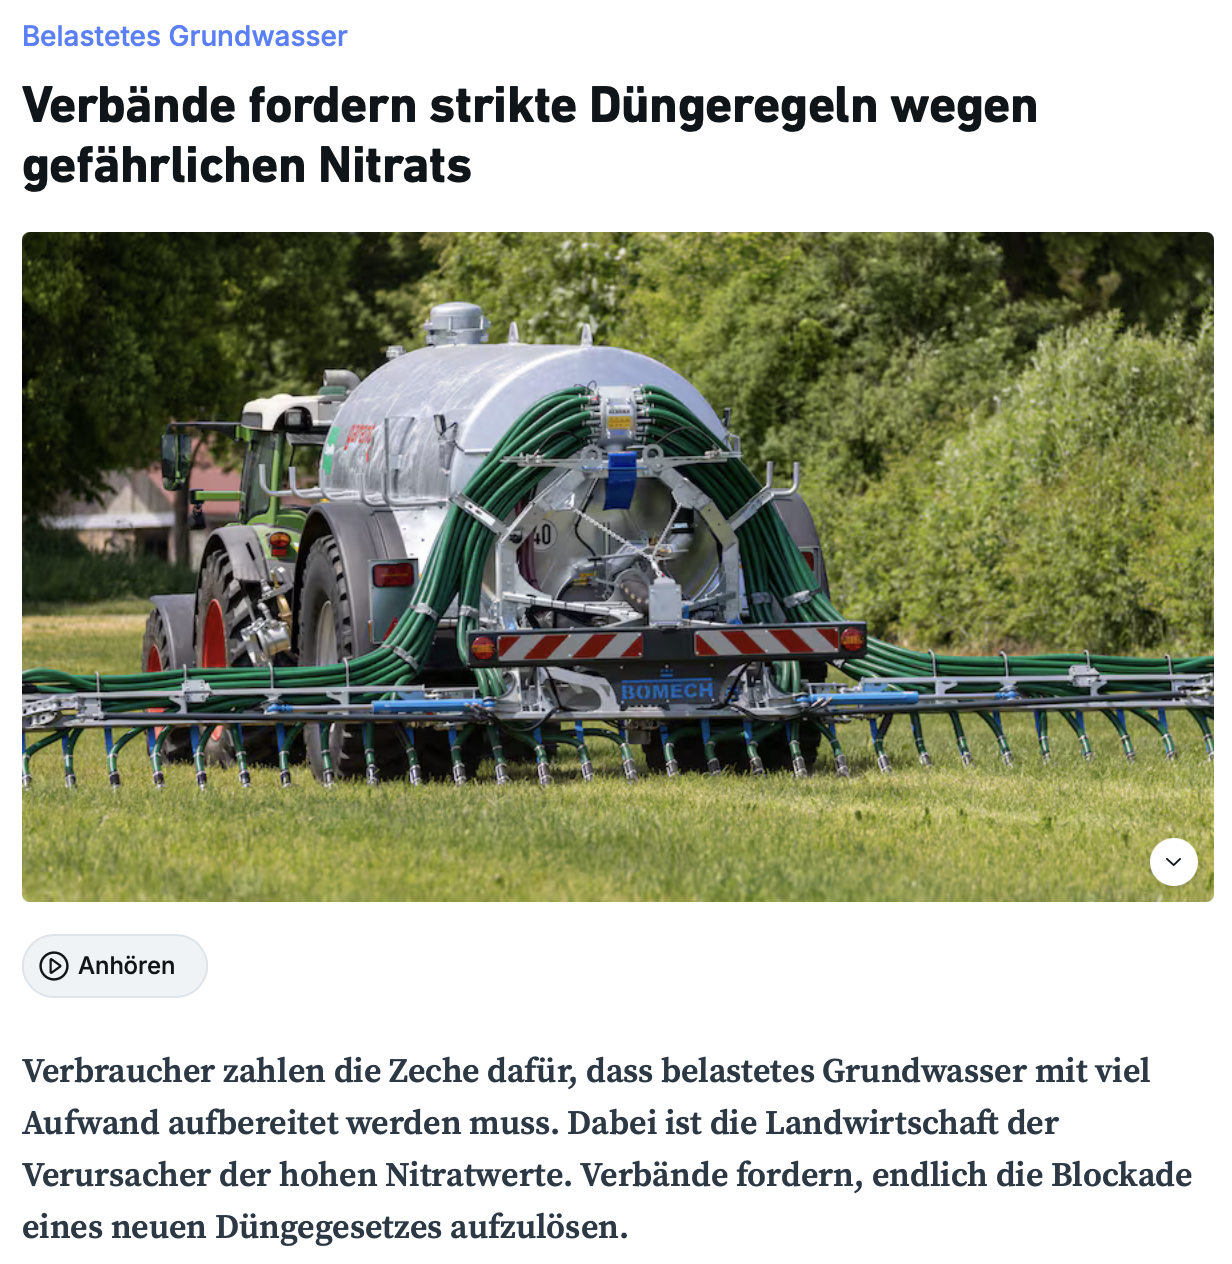 Belastetes Grundwasser
Verbände fordern strikte Düngeregeln wegen
gefährlichen Nitrats
40
BOMECH
Anhören
Verbraucher zahlen die Zeche dafür, dass belastetes Grundwasser mit viel
Aufwand aufbereitet werden muss. Dabei ist die Landwirtschaft der
Verursacher der hohen Nitratwerte. Verbände fordern, endlich die Blockade
eines neuen Düngegesetzes aufzulösen.